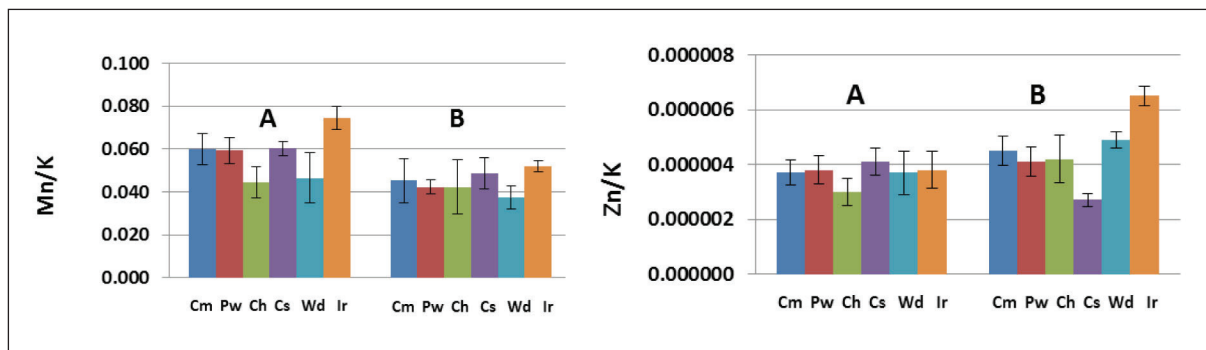 Mn/K
0.100
0.080
0.060
0.040
0.020
0.000
A
B
Cm Pw Ch Cs Wd Ir
Cm Pw Ch Cs Wd Ir
Zn/K
0.000008
0.000006
0.000004
0.000002
0.000000
A
B
Cm Pw Ch Cs Wd Ir
Cm Pw Ch Cs Wd Ir